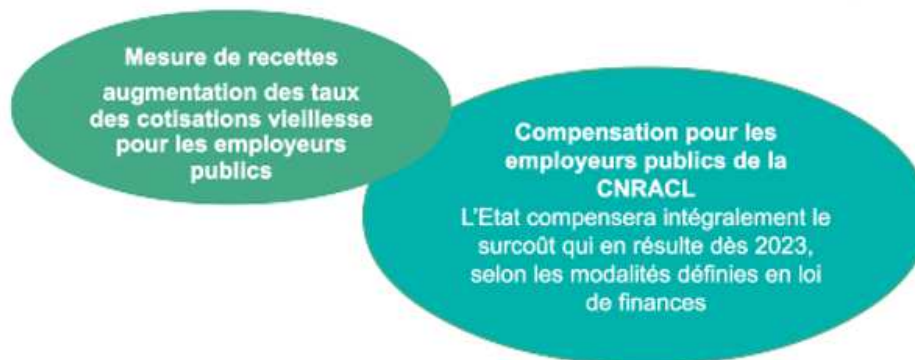 Mesure de recettes
augmentation des taux
des cotisations vieillesse
pour les employeurs
publics
Compensation pour les
employeurs publics de la
CNRACL
L'Etat compensera intégralement le
surcoût qui en résulte dès 2023,
selon les modalités définies en loi
de finances